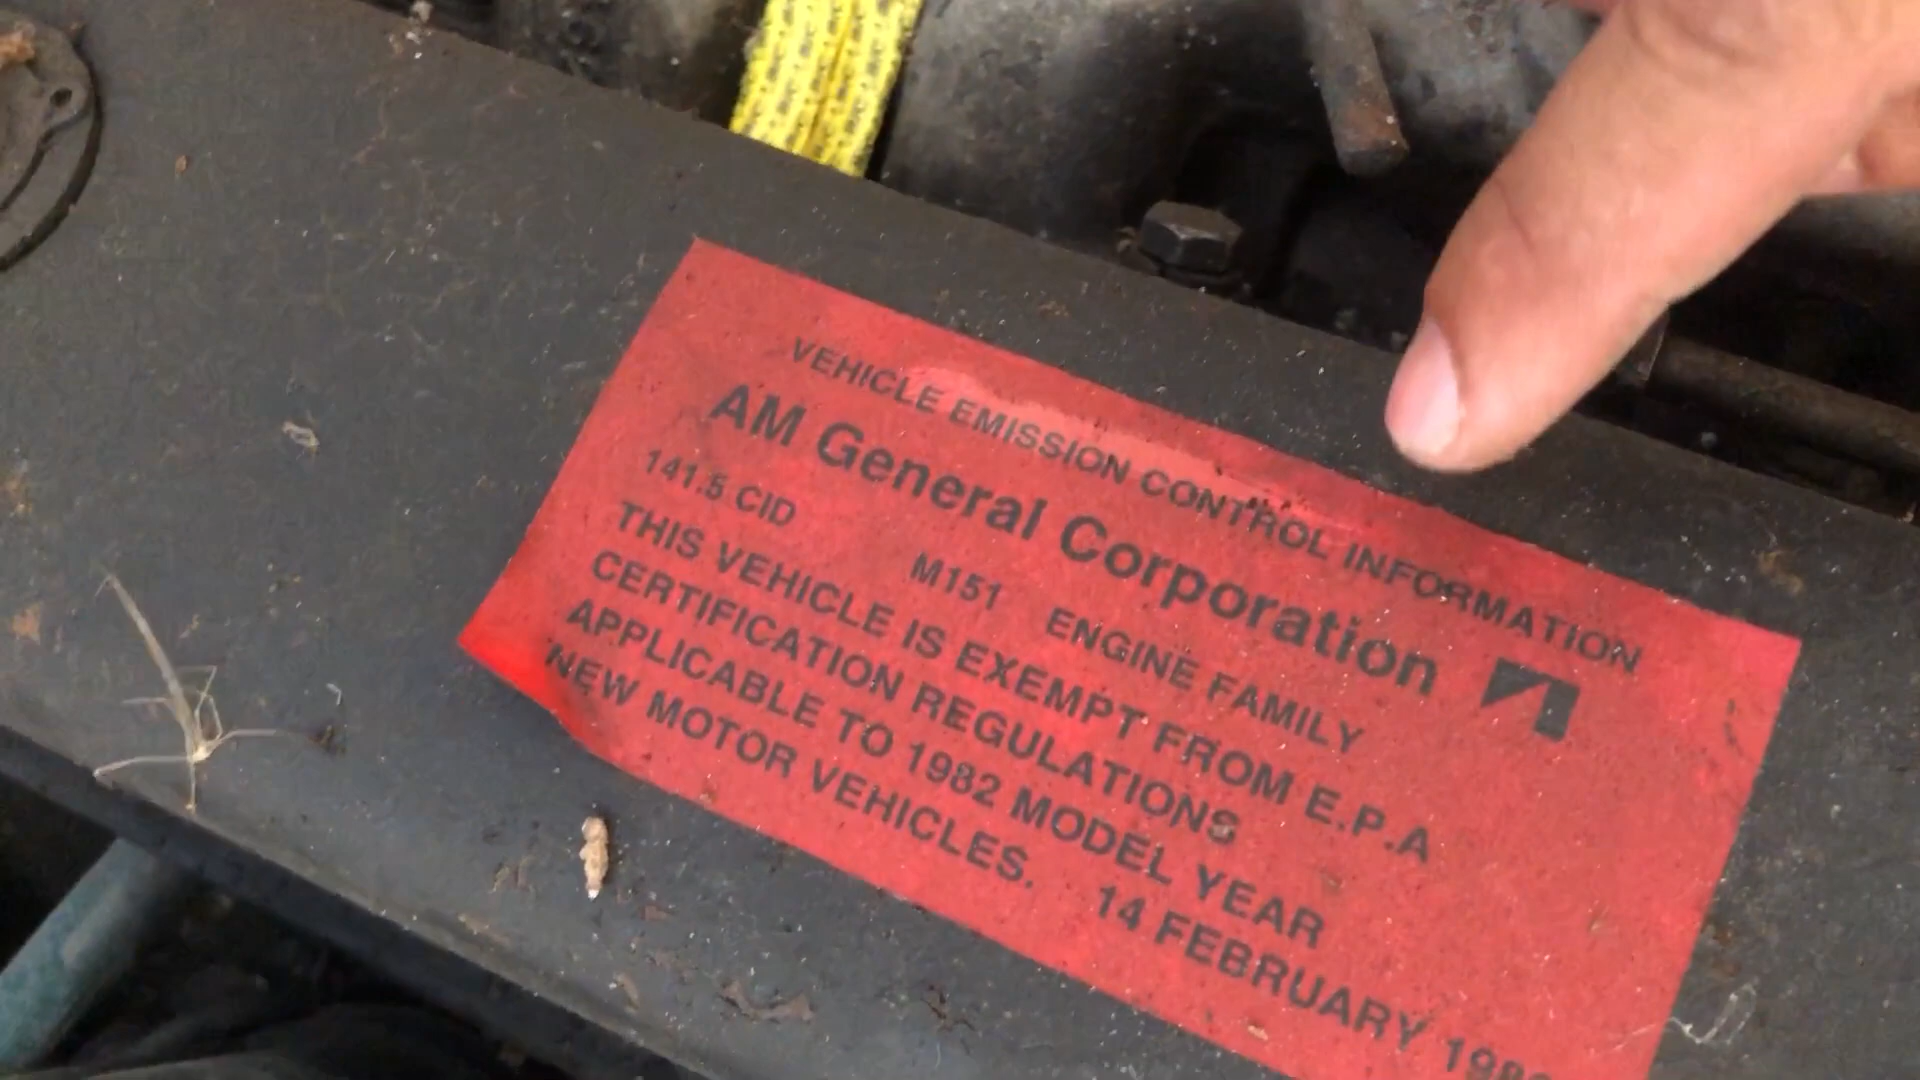 VEHICLE EMISSION CONTROL INFORMATION
AM General Corporation
141.5 CID M151 ENGINE FAMILY
THIS VEHICLE IS EXEMPT FROM E.P.A
CERTIFICATION REGULATIONS
APPLICABLE TO 1982 MODEL YEAR
NEW MOTOR VEHICLES. 14 FEBRUARY